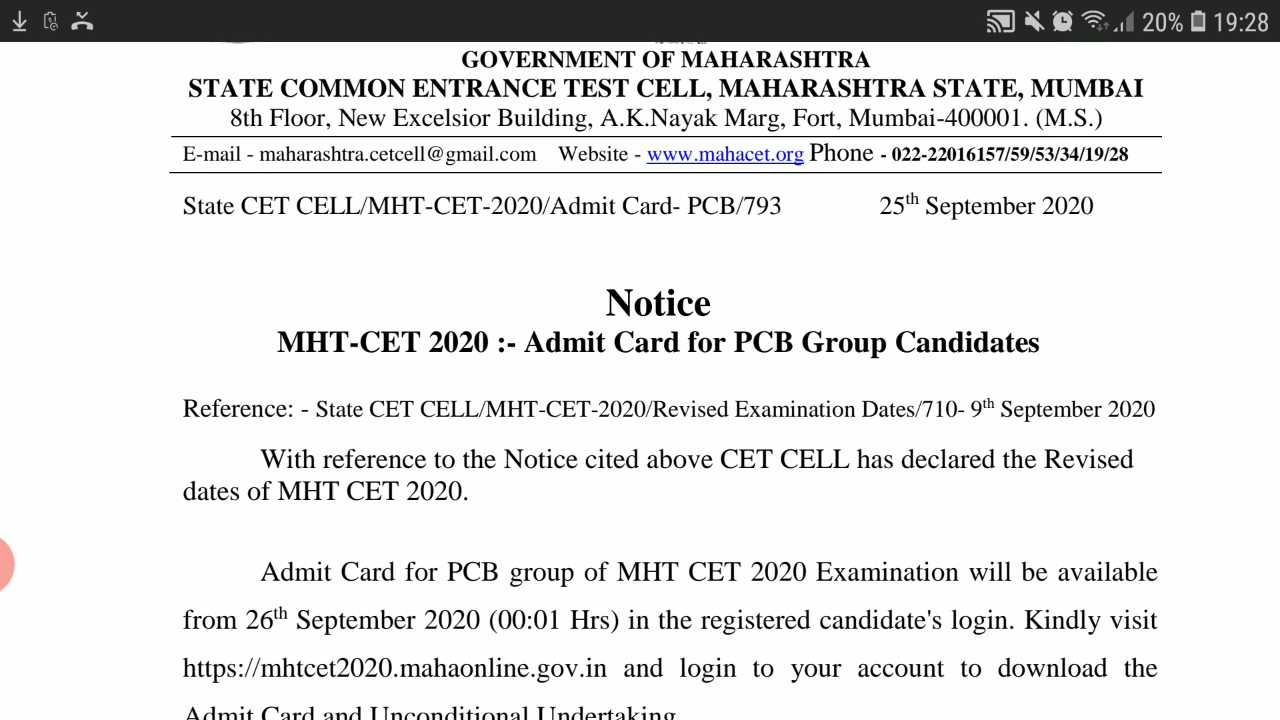 20% 19:28
GOVERNMENT OF MAHARASHTRA
STATE COMMON ENTRANCE TEST CELL, MAHARASHTRA STATE, MUMBAI
8th Floor, New Excelsior Building, A.K.Nayak Marg, Fort, Mumbai-400001. (M.S.)
E-mail - maharashtra.cetcell@gmail.com Website - www.mahacet.org Phone - 022-22016157/59/53/34/19/28
State CET CELL/MHT-CET-2020/Admit Card- PCB/793 25th September 2020
Notice
MHT-CET 2020 :- Admit Card for PCB Group Candidates
Reference: - State CET CELL/MHT-CET-2020/Revised Examination Dates/710- 9th September 2020
With reference to the Notice cited above CET CELL has declared the Revised
dates of MHT CET 2020.
Admit Card for PCB group of MHT CET 2020 Examination will be available
from 26th September 2020 (00:01 Hrs) in the registered candidate's login. Kindly visit
https://mhtcet2020.mahaonline.gov.in and login to your account to download the
Admit Card and Unconditional Undertaking